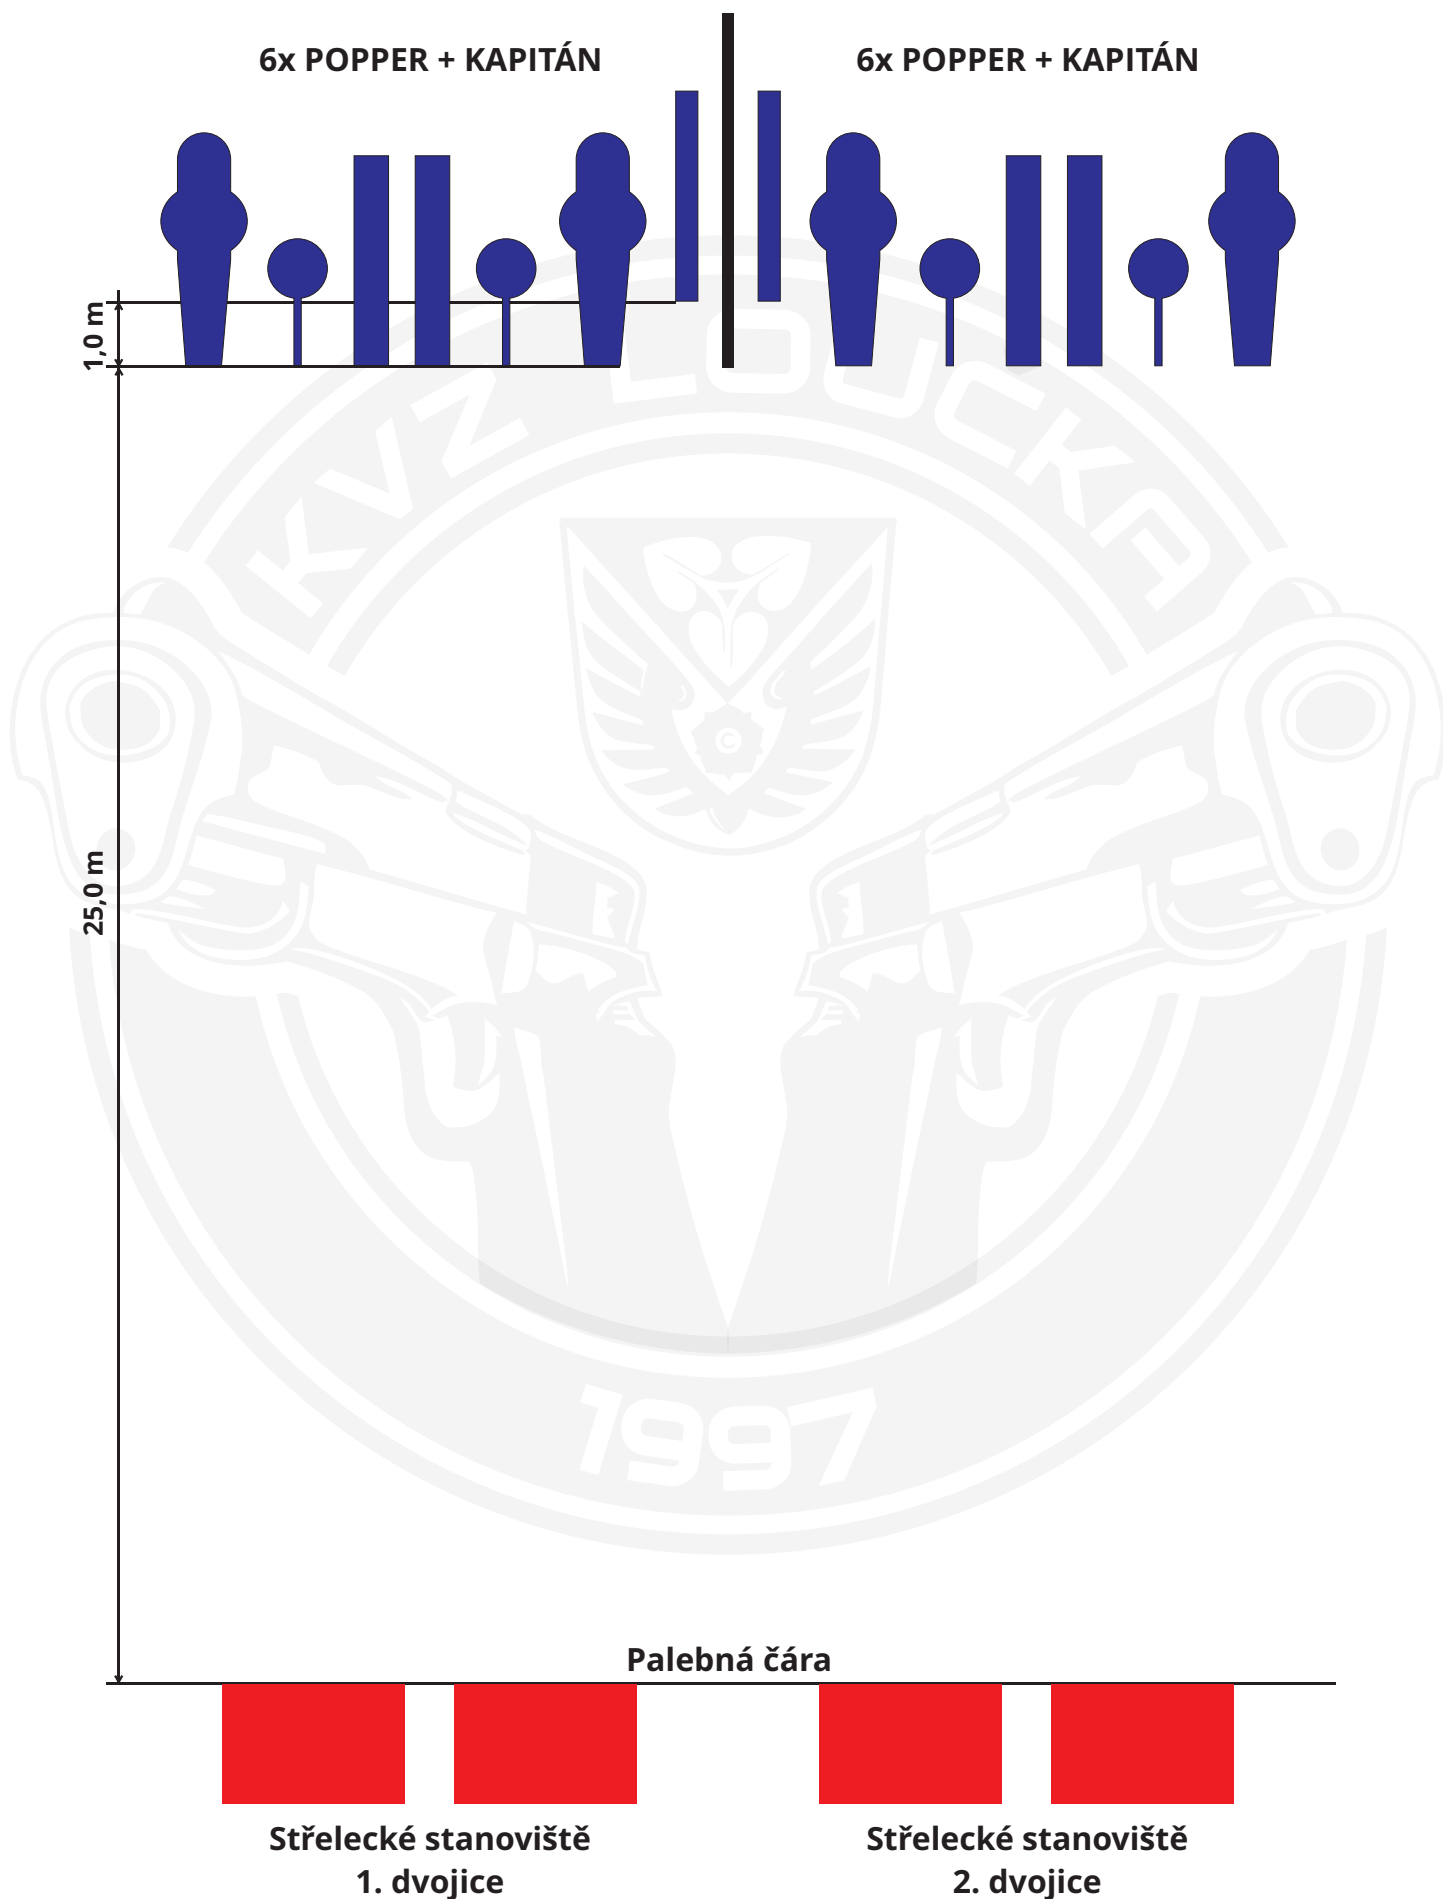 6x POPPER + KAPITÁN
6x POPPER + KAPITÁN
1,0 m
KVZ LOUCKA
©
25,0 m
1997
Palebná čára
Střelecké stanoviště
1. dvojice
Střelecké stanoviště
2. dvojice